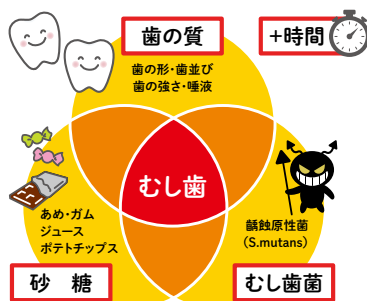 歯の質
+時間
歯の形・歯並び
歯の強さ・唾液
むし歯
あめ・ガム
ジュース
ポテトチップス
齲蝕原性菌
(S.mutans)
砂 糖
むし歯菌